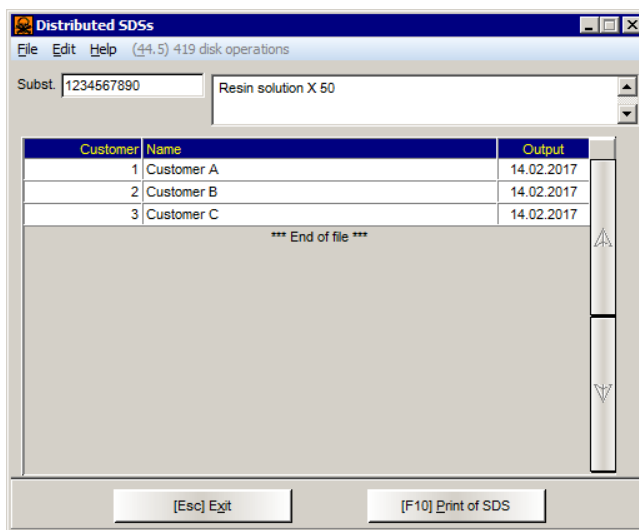 Distributed SDSs
File Edit Help (44.5) 419 disk operations
Subst. 1234567890 Resin solution X 50
Customer Name Output
1 Customer A 14.02.2017
2 Customer B 14.02.2017
3 Customer C 14.02.2017
*** End of file ***
[Esc] Exit [F10] Print of SDS